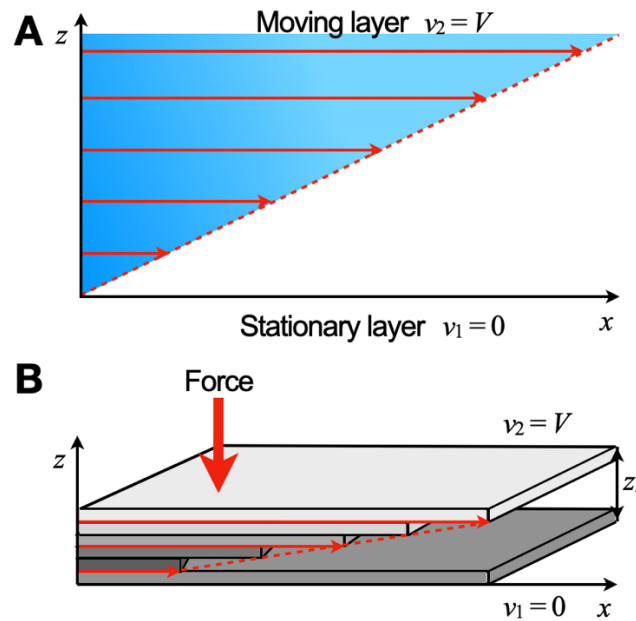 A
z
Moving layer v₂ = V
Stationary layer v₁ = 0
x
B
Force
v₂ = V
z
z
x
v₁ = 0